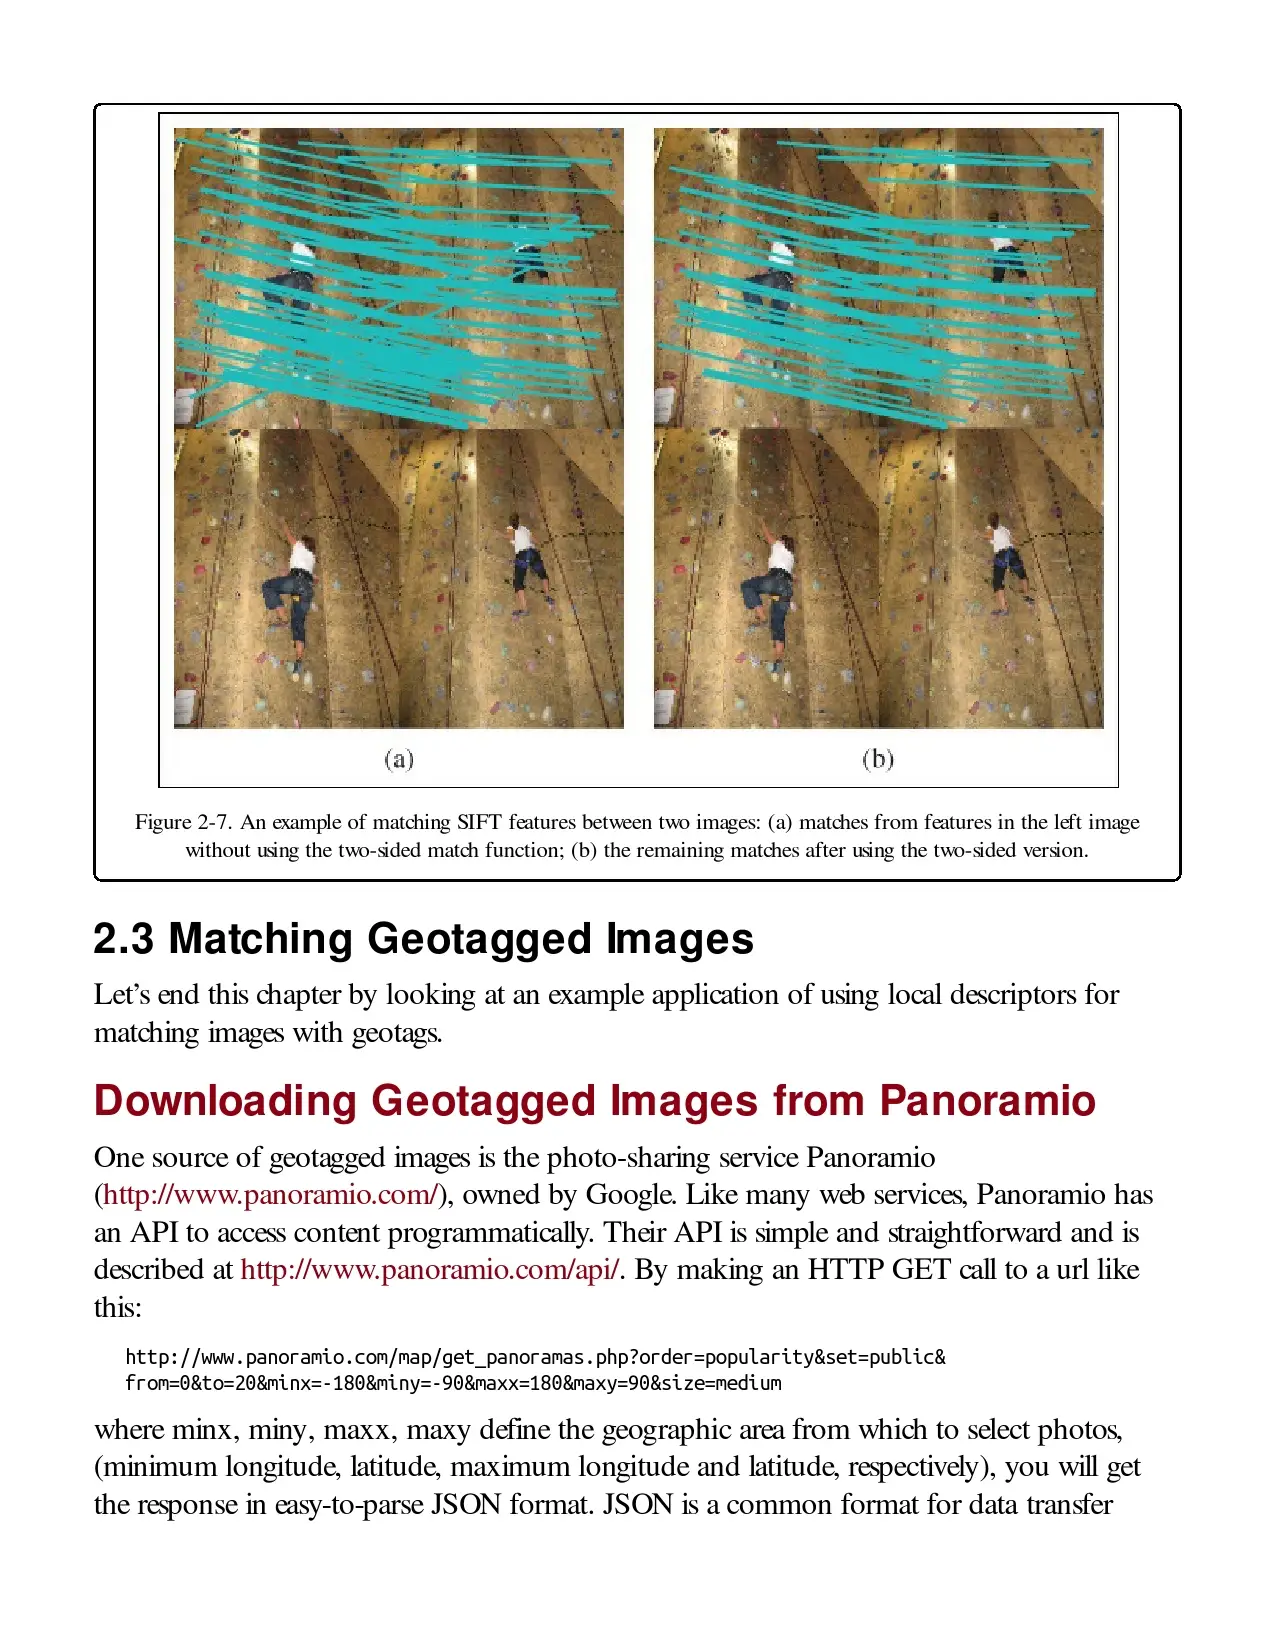 (a)
(b)
Figure 2-7. An example of matching SIFT features between two images: (a) matches from features in the left image
without using the two-sided match function; (b) the remaining matches after using the two-sided version.
2.3 Matching Geotagged Images
Let’s end this chapter by looking at an example application of using local descriptors for
matching images with geotags.
Downloading Geotagged Images from Panoramio
One source of geotagged images is the photo-sharing service Panoramio
(http://www.panoramio.com/), owned by Google. Like many web services, Panoramio has
an API to access content programmatically. Their API is simple and straightforward and is
described at http://www.panoramio.com/api/. By making an HTTP GET call to a url like
this:
http://www.panoramio.com/map/get_panoramas.php?order=popularity&set=public&
from=0&to=20&minx=-180&miny=-90&maxx=180&maxy=90&size=medium
where minx, miny, maxx, maxy define the geographic area from which to select photos,
(minimum longitude, latitude, maximum longitude and latitude, respectively), you will get
the response in easy-to-parse JSON format. JSON is a common format for data transfer